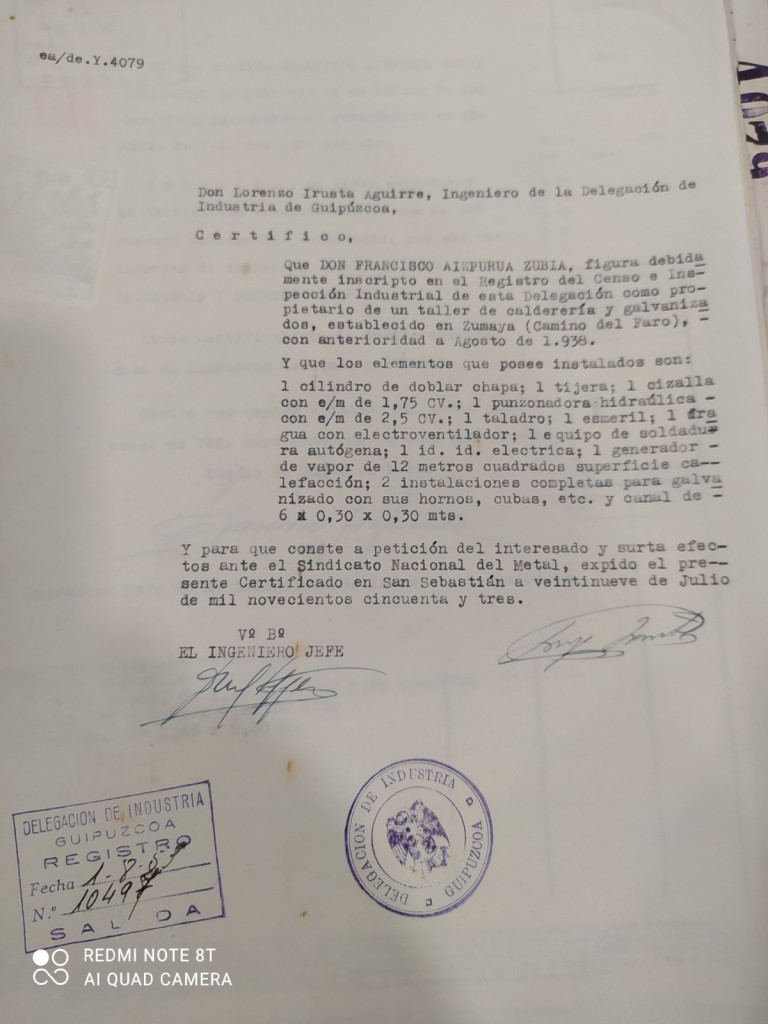 ea/de.Y.4079
Don Lorenzo Irusta Aguirre, Ingeniero de la Delegación de
Industria de Guipúzcoa,
C e r t i f i c o,
Que DON FRANCISCO AIZPURUA ZUBIA, figura debida
mente inscripto en el Registro del Censo e Ins-
pección Industrial de esta Delegación como pro-
pietario de un taller de calderería y galvaniza
dos, establecido en Zumaya (Camino del Faro), -
con anterioridad a Agosto de 1.938.
Y que los elementos que posee instalados son:
1 cilindro de doblar chapa; 1 tijera; 1 cizalla
con e/m de 1,75 CV.; 1 punzonadora hidraúlica -
con e/m de 2,5 CV.; 1 taladro; 1 esmeril; 1 fra
gua con electroventilador; 1 equipo de soldadu
ra autógena; 1 id. id. electrica; 1 generador -
de vapor de 12 metros cuadrados superficie ca--
lefacción; 2 instalaciones completas para galva
nizado con sus hornos, cubas, etc. y canal de -
6 x 0,30 x 0,30 mts.
Y para que conste a petición del interesado y surta efec-
tos ante el Sindicato Nacional del Metal, expido el pre--
sente Certificado en San Sebastián a veintinueve de Julio
de mil novecientos cincuenta y tres.
Vº Bº
EL INGENIERO JEFE
DELEGACION DE INDUSTRIA
GUIPUZCOA
REGISTRO
Fecha 1-8-53
N.º 10497
SALIDA
DELEGACION DE INDUSTRIA
GUIPUZCOA
REDMI NOTE 8T
AI QUAD CAMERA